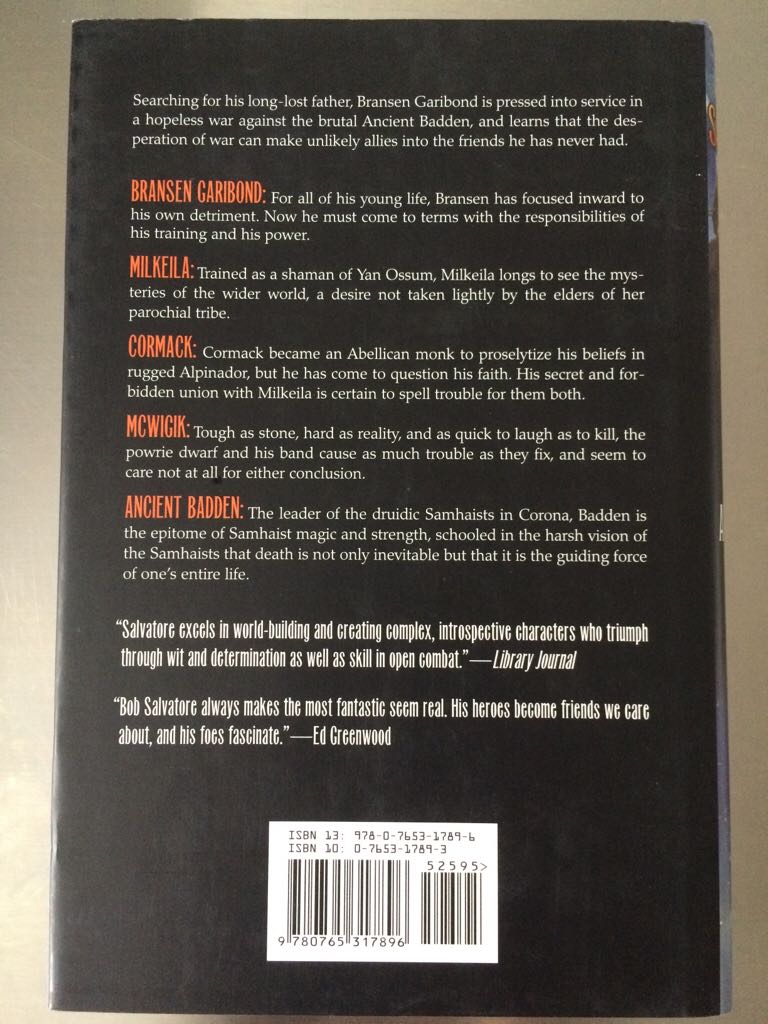 Searching for his long-lost father, Bransen Garibond is pressed into service in
a hopeless war against the brutal Ancient Badden, and learns that the des-
peration of war can make unlikely allies into the friends he has never had.
BRANSEN GARIBOND: For all of his young life, Bransen has focused inward to
his own detriment. Now he must come to terms with the responsibilities of
his training and his power.
MILKEILA: Trained as a shaman of Yan Ossum, Milkeila longs to see the mys-
teries of the wider world, a desire not taken lightly by the elders of her
parochial tribe.
CORMACK: Cormack became an Abellican monk to proselytize his beliefs in
rugged Alpinador, but he has come to question his faith. His secret and for-
bidden union with Milkeila is certain to spell trouble for them both.
MCWIGIK: Tough as stone, hard as reality, and as quick to laugh as to kill, the
powrie dwarf and his band cause as much trouble as they fix, and seem to
care not at all for either conclusion.
ANCIENT BADDEN: The leader of the druidic Samhaists in Corona, Badden is
the epitome of Samhaist magic and strength, schooled in the harsh vision of
the Samhaists that death is not only inevitable but that it is the guiding force
of one's entire life.
"Salvatore excels in world-building and creating complex, introspective characters who triumph
through wit and determination as well as skill in open combat."—Library Journal
"Bob Salvatore always makes the most fantastic seem real. His heroes become friends we care
about, and his foes fascinate."—Ed Greenwood
ISBN 13: 978-0-7653-1789-6
ISBN 10: 0-7653-1789-3
52595>
9 780765 317896